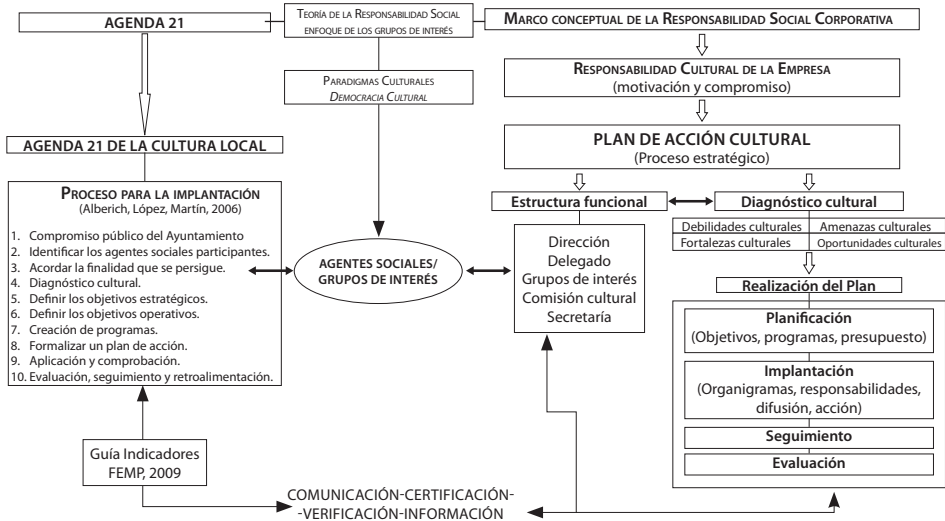 AGENDA 21
TEORÍA DE LA RESPONSABILIDAD SOCIAL
ENFOQUE DE LOS GRUPOS DE INTERÉS
MARCO CONCEPTUAL DE LA RESPONSABILIDAD SOCIAL CORPORATIVA
PARADIGMAS CULTURALES
DEMOCRACIA CULTURAL
RESPONSABILIDAD CULTURAL DE LA EMPRESA
(motivación y compromiso)
AGENDA 21 DE LA CULTURA LOCAL
PLAN DE ACCIÓN CULTURAL
(Proceso estratégico)
PROCESO PARA LA IMPLANTACIÓN
(Alberich, López, Martín, 2006)
1. Compromiso público del Ayuntamiento
2. Identificar los agentes sociales participantes.
3. Acordar la finalidad que se persigue.
4. Diagnóstico cultural.
5. Definir los objetivos estratégicos.
6. Definir los objetivos operativos.
7. Creación de programas.
8. Formalizar un plan de acción.
9. Aplicación y comprobación.
10. Evaluación, seguimiento y retroalimentación.
AGENTES SOCIALES/
GRUPOS DE INTERÉS
Estructura funcional
Dirección
Delegado
Grupos de interés
Comisión cultural
Secretaría
Diagnóstico cultural
Debilidades culturales
Amenazas culturales
Fortalezas culturales
Oportunidades culturales
Realización del Plan
Planificación
(Objetivos, programas, presupuesto)
Implantación
(Organigramas, responsabilidades,
difusión, acción)
Seguimiento
Evaluación
Guía Indicadores
FEMP, 2009
COMUNICACIÓN-CERTIFICACIÓN-
-VERIFICACIÓN-INFORMACIÓN